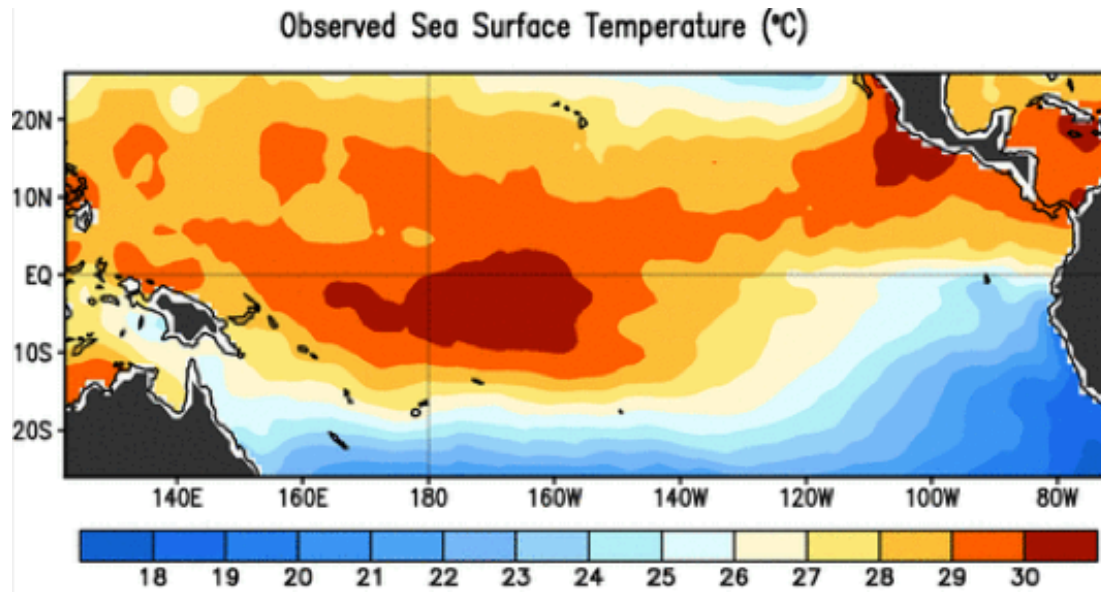 Observed Sea Surface Temperature (°C)
20N
10N
EQ
10S
20S
140E 160E 180 160W 140W 120W 100W 80W
18 19 20 21 22 23 24 25 26 27 28 29 30